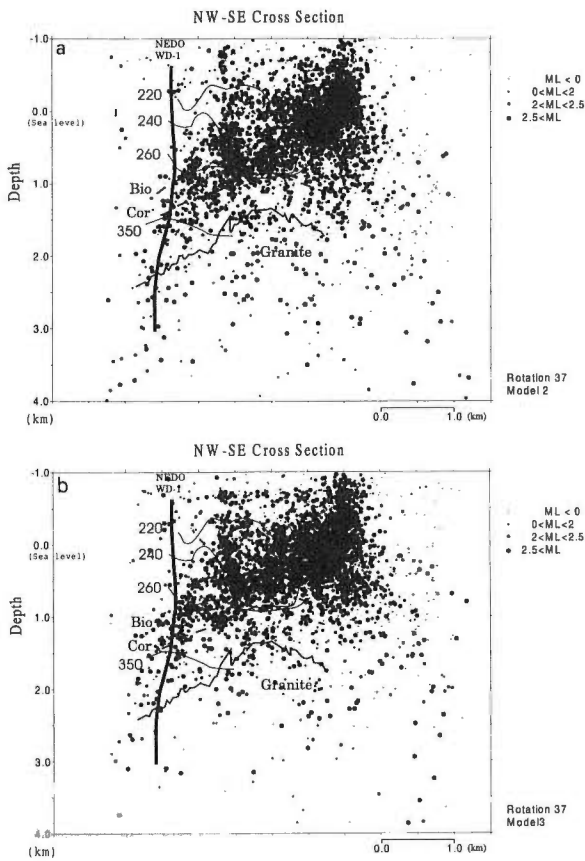 NW-SE Cross Section
a
NEDO
WD-1
-1.0
0.0
(Sea level)
1.0
2.0
3.0
4.0
(km)
Depth
220
240
260
Bio
Cor
350
Granite
ML < 0
0<ML<2
2<ML<2.5
2.5<ML
Rotation 37
Model 2
0.0 1.0 (km)
NW-SE Cross Section
b
NEDO
WD-1
-1.0
0.0
(Sea level)
1.0
2.0
3.0
4.0
(km)
Depth
220
240
260
Bio
Cor
350
Granite
ML < 0
0<ML<2
2<ML<2.5
2.5<ML
Rotation 37
Model3
0.0 1.0 (km)